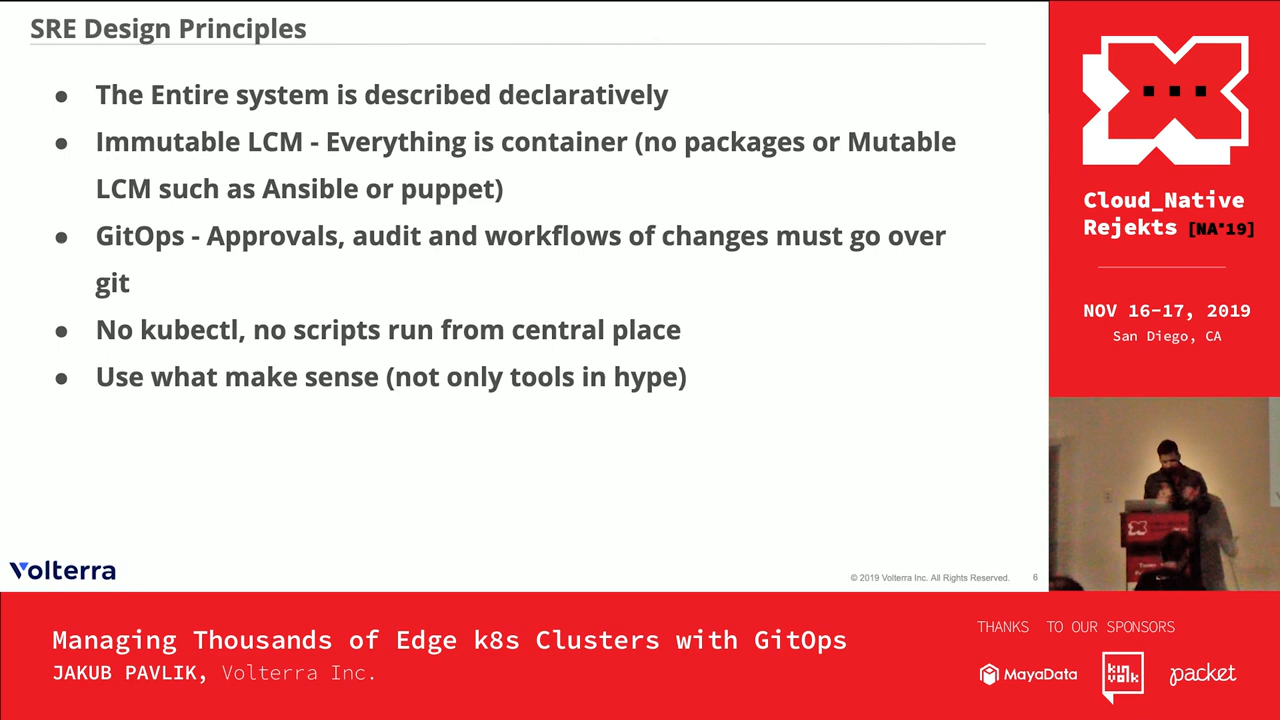 SRE Design Principles
● The Entire system is described declaratively
● Immutable LCM - Everything is container (no packages or Mutable
LCM such as Ansible or puppet)
● GitOps - Approvals, audit and workflows of changes must go over
git
● No kubectl, no scripts run from central place
● Use what make sense (not only tools in hype)
Volterra
© 2019 Volterra Inc. All Rights Reserved. 6
Cloud_Native
Rejekts [NA'19]
NOV 16-17, 2019
San Diego, CA
Managing Thousands of Edge k8s Clusters with GitOps
JAKUB PAVLIK, Volterra Inc.
THANKS TO OUR SPONSORS
MayaData
kinvolk
packet